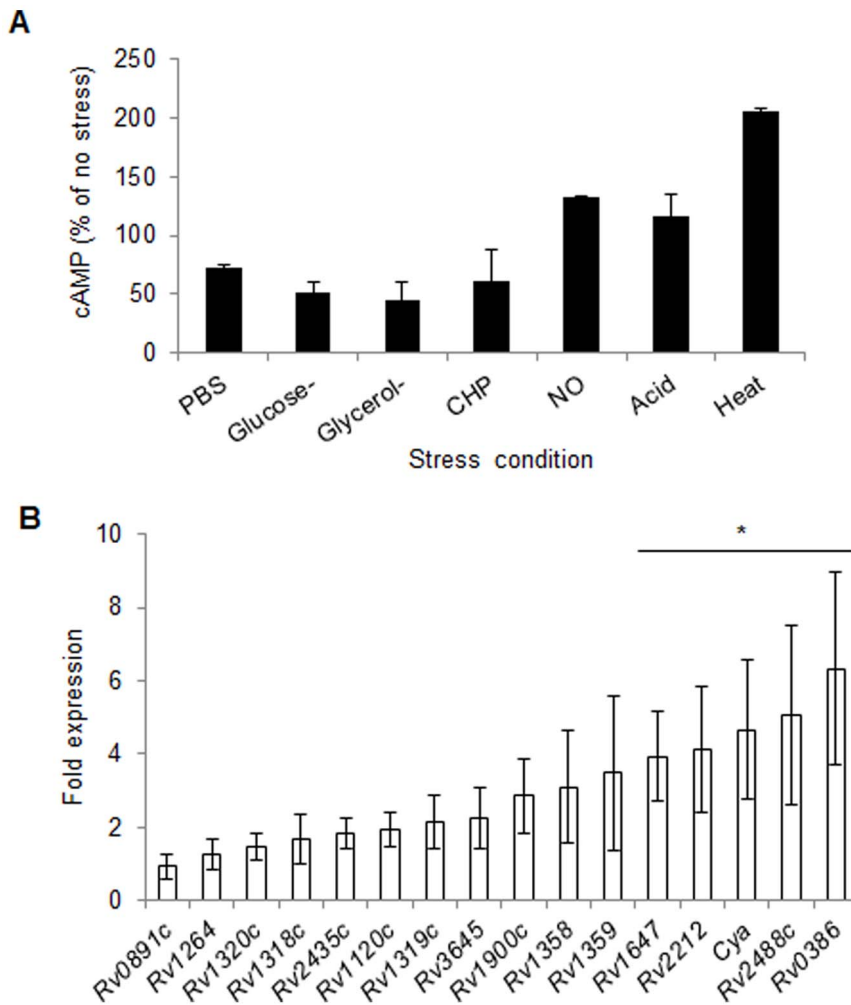 A
250
200
150
100
50
0
cAMP (% of no stress)
PBS
Glucose-
Glycerol-
CHP
NO
Acid
Heat
Stress condition
B
10
8
6
4
2
0
Fold expression
*
Rv0891c
Rv1264
Rv1320c
Rv1318c
Rv2435c
Rv1120c
Rv1319c
Rv3645
Rv1900c
Rv1358
Rv1359
Rv1647
Rv2212
Cya
Rv2488c
Rv0386